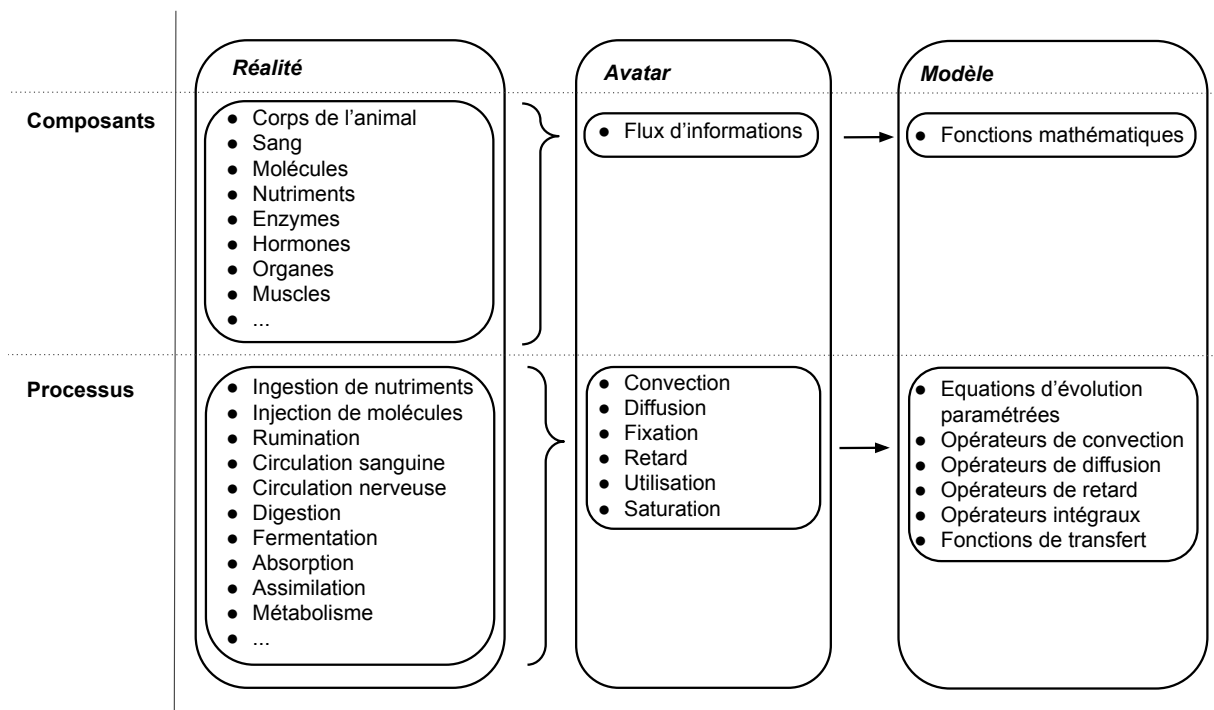 Réalité
Avatar
Modèle
Composants
● Corps de l'animal
● Sang
● Molécules
● Nutriments
● Enzymes
● Hormones
● Organes
● Muscles
● ...
● Flux d'informations
● Fonctions mathématiques
Processus
● Ingestion de nutriments
● Injection de molécules
● Rumination
● Circulation sanguine
● Circulation nerveuse
● Digestion
● Fermentation
● Absorption
● Assimilation
● Métabolisme
● ...
● Convection
● Diffusion
● Fixation
● Retard
● Utilisation
● Saturation
● Equations d'évolution
paramétrées
● Opérateurs de convection
● Opérateurs de diffusion
● Opérateurs de retard
● Opérateurs intégraux
● Fonctions de transfert